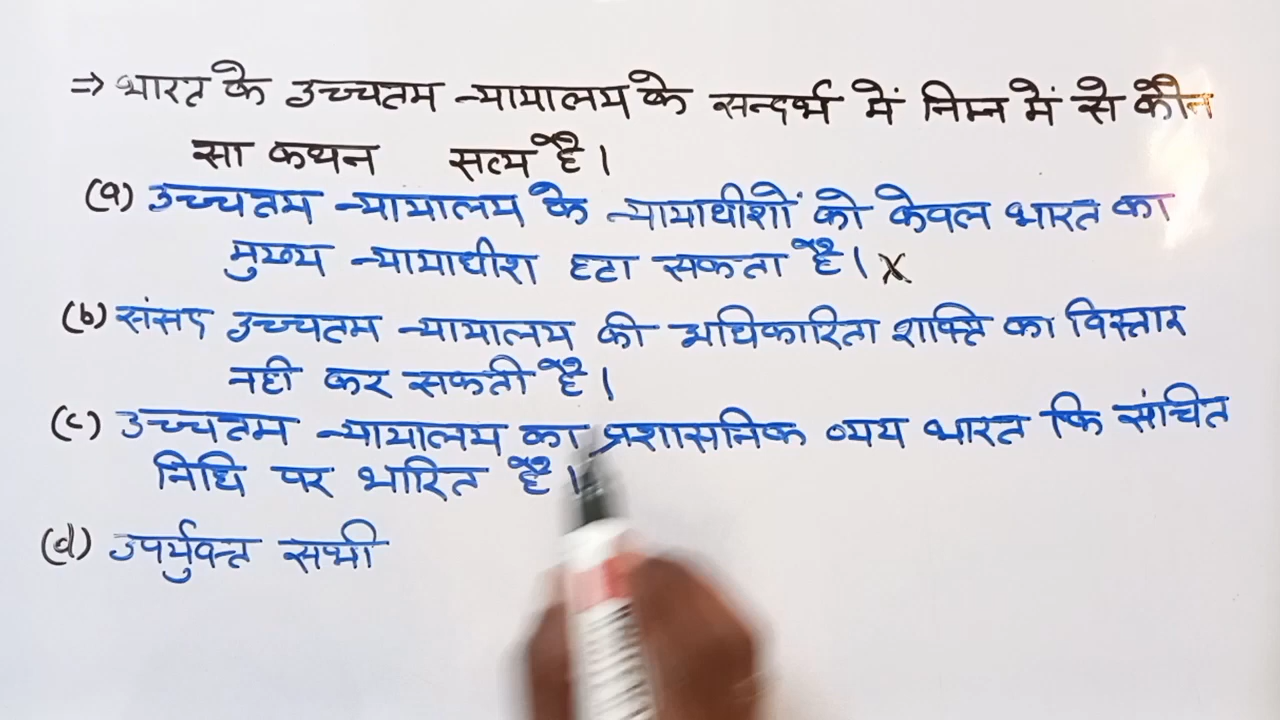 ⇒ भारत के उच्चतम न्यायालय के सन्दर्भ में निम्न में से कौन
सा कथन सत्य है।
(a) उच्चतम न्यायालय के न्यायाधीशों को केवल भारत का
मुख्य न्यायाधीश हटा सकता है। X
(b) संसद उच्चतम न्यायालय की अधिकारिता शक्ति का विस्तार
नही कर सकती है।
(c) उच्चतम न्यायालय का प्रशासनिक व्यय भारत कि संचित
निधि पर भारित है।
(d) उपर्युक्त सभी